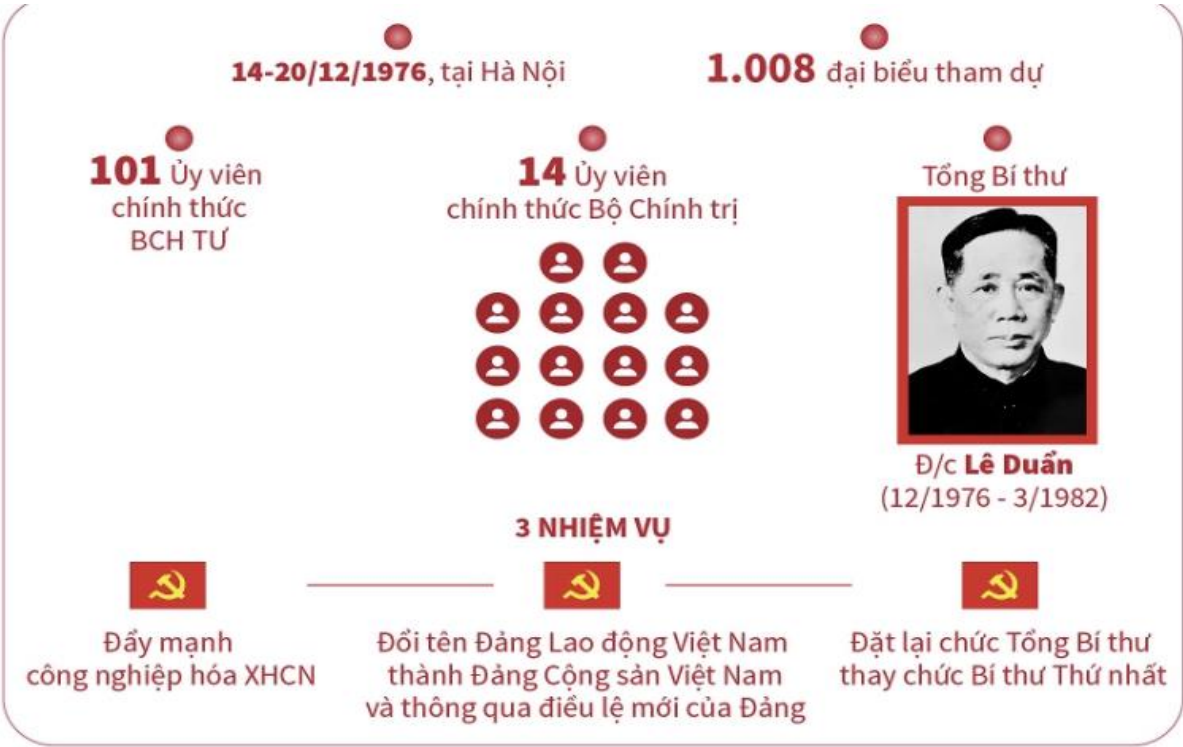 14-20/12/1976, tại Hà Nội
1.008 đại biểu tham dự
101 Ủy viên
chính thức
BCH TƯ
14 Ủy viên
chính thức Bộ Chính trị
Tổng Bí thư
Đ/c Lê Duẩn
(12/1976 - 3/1982)
3 NHIỆM VỤ
Đẩy mạnh
công nghiệp hóa XHCN
Đổi tên Đảng Lao động Việt Nam
thành Đảng Cộng sản Việt Nam
và thông qua điều lệ mới của Đảng
Đặt lại chức Tổng Bí thư
thay chức Bí thư Thứ nhất